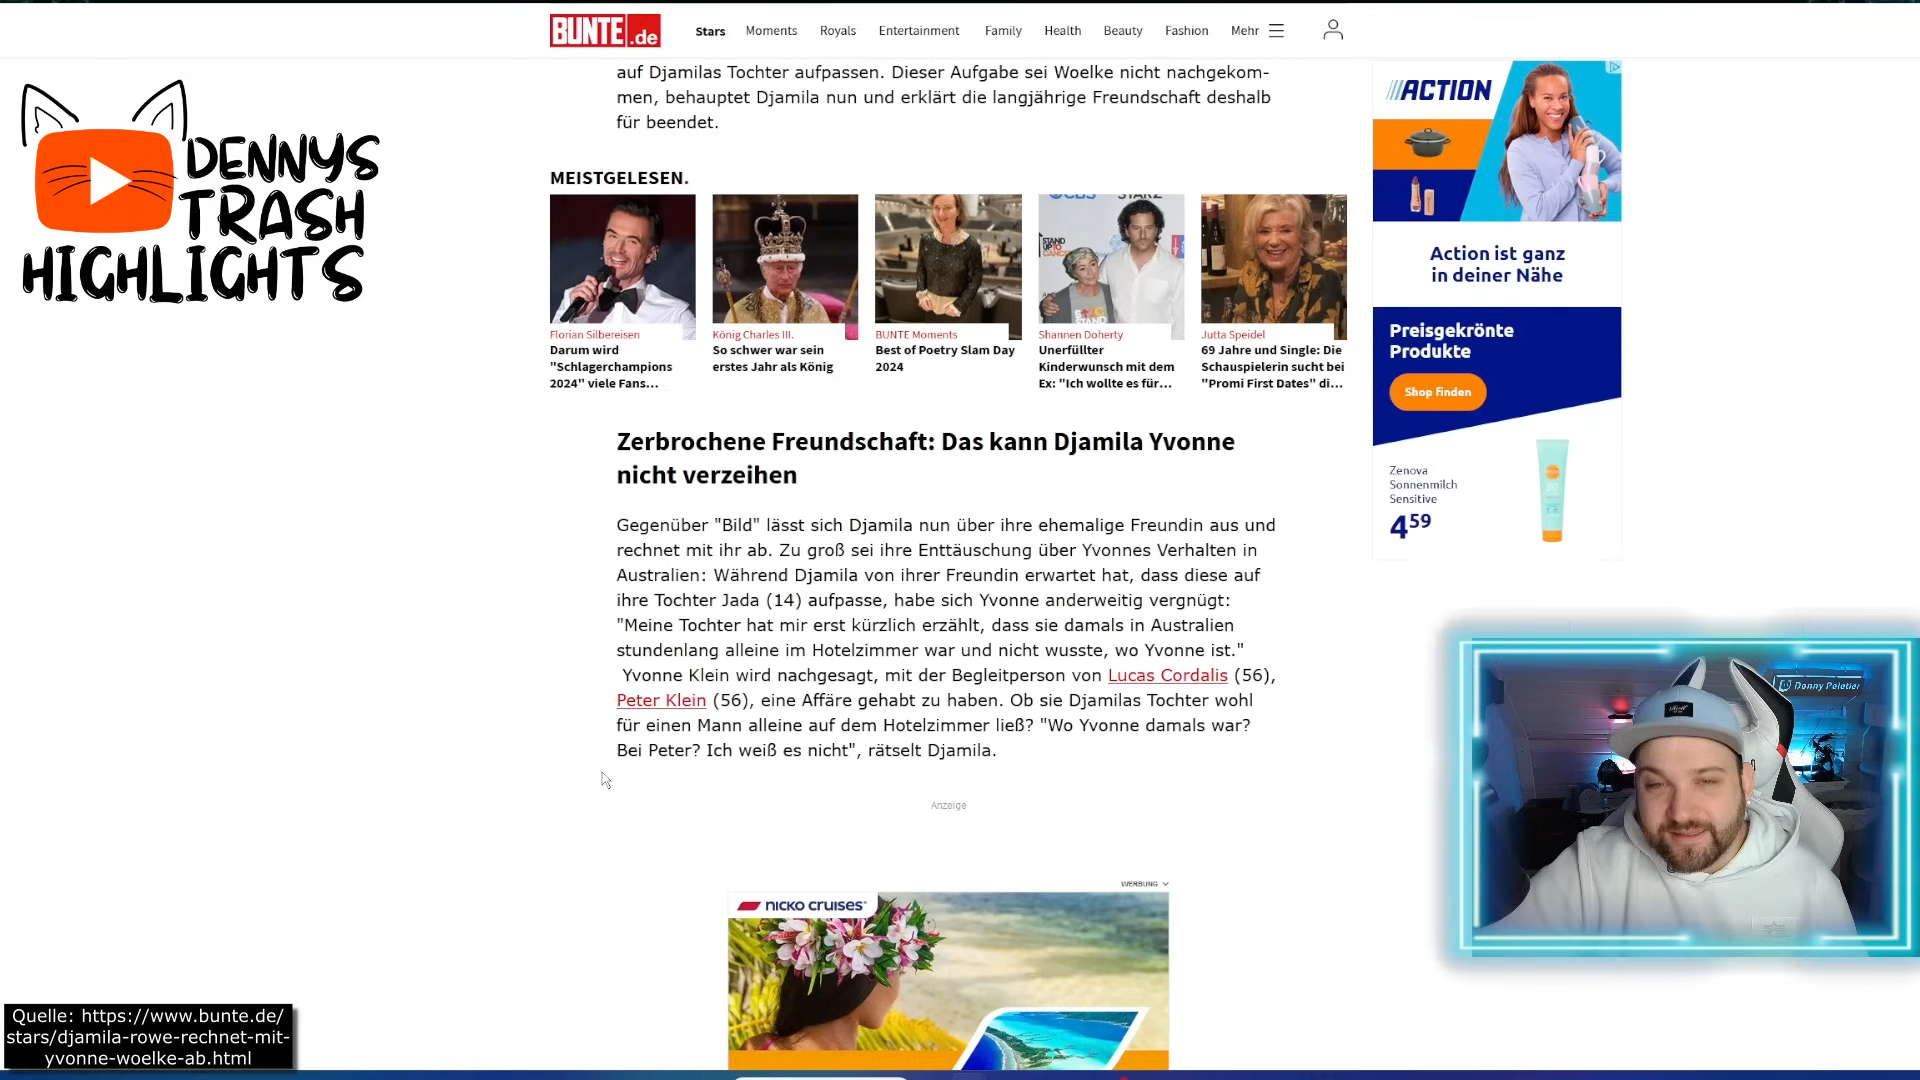 BUNTE.de
Stars Moments Royals Entertainment Family Health Beauty Fashion Mehr
auf Djamilas Tochter aufpassen. Dieser Aufgabe sei Woelke nicht nachgekom-
men, behauptet Djamila nun und erklärt die langjährige Freundschaft deshalb
für beendet.
DENNYS
TRASH
HIGHLIGHTS
MEISTGELESEN.
Florian Silbereisen
Darum wird
"Schlagerchampions
2024" viele Fans...
König Charles III.
So schwer war sein
erstes Jahr als König
BUNTE Moments
Best of Poetry Slam Day
2024
Shannen Doherty
Unerfüllter
Kinderwunsch mit dem
Ex: "Ich wollte es für...
Jutta Speidel
69 Jahre und Single: Die
Schauspielerin sucht bei
"Promi First Dates" di...
Zerbrochene Freundschaft: Das kann Djamila Yvonne
nicht verzeihen
Gegenüber "Bild" lässt sich Djamila nun über ihre ehemalige Freundin aus und
rechnet mit ihr ab. Zu groß sei ihre Enttäuschung über Yvonnes Verhalten in
Australien: Während Djamila von ihrer Freundin erwartet hat, dass diese auf
ihre Tochter Jada (14) aufpasse, habe sich Yvonne anderweitig vergnügt:
"Meine Tochter hat mir erst kürzlich erzählt, dass sie damals in Australien
stundenlang alleine im Hotelzimmer war und nicht wusste, wo Yvonne ist."
Yvonne Klein wird nachgesagt, mit der Begleitperson von Lucas Cordalis (56),
Peter Klein (56), eine Affäre gehabt zu haben. Ob sie Djamilas Tochter wohl
für einen Mann alleine auf dem Hotelzimmer ließ? "Wo Yvonne damals war?
Bei Peter? Ich weiß es nicht", rätselt Djamila.
Anzeige
WERBUNG
nicko cruises
ACTION
Action ist ganz
in deiner Nähe
Preisgekrönte
Produkte
Shop finden
Zenova
Sonnenmilch
Sensitive
4 59
Danny Peletier
Quelle: https://www.bunte.de/
stars/djamila-rowe-rechnet-mit-
yvonne-woelke-ab.html